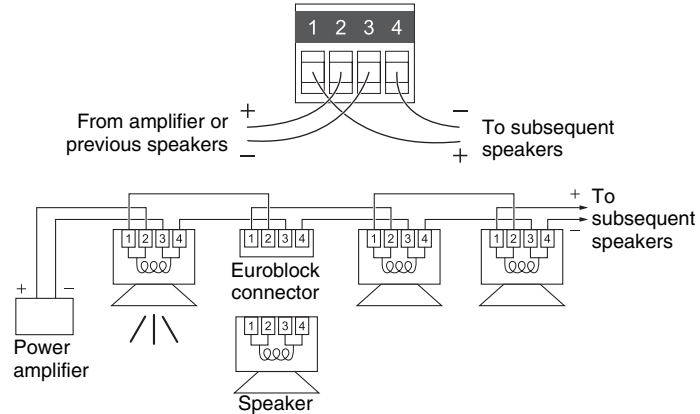 1 2 3 4
+
From amplifier or
previous speakers
−
−
To subsequent
speakers
+
+ To
subsequent
− speakers
1 2 3 4
1 2 3 4
1 2 3 4
1 2 3 4
Euroblock
connector
+ −
Power
amplifier
1 2 3 4
Speaker